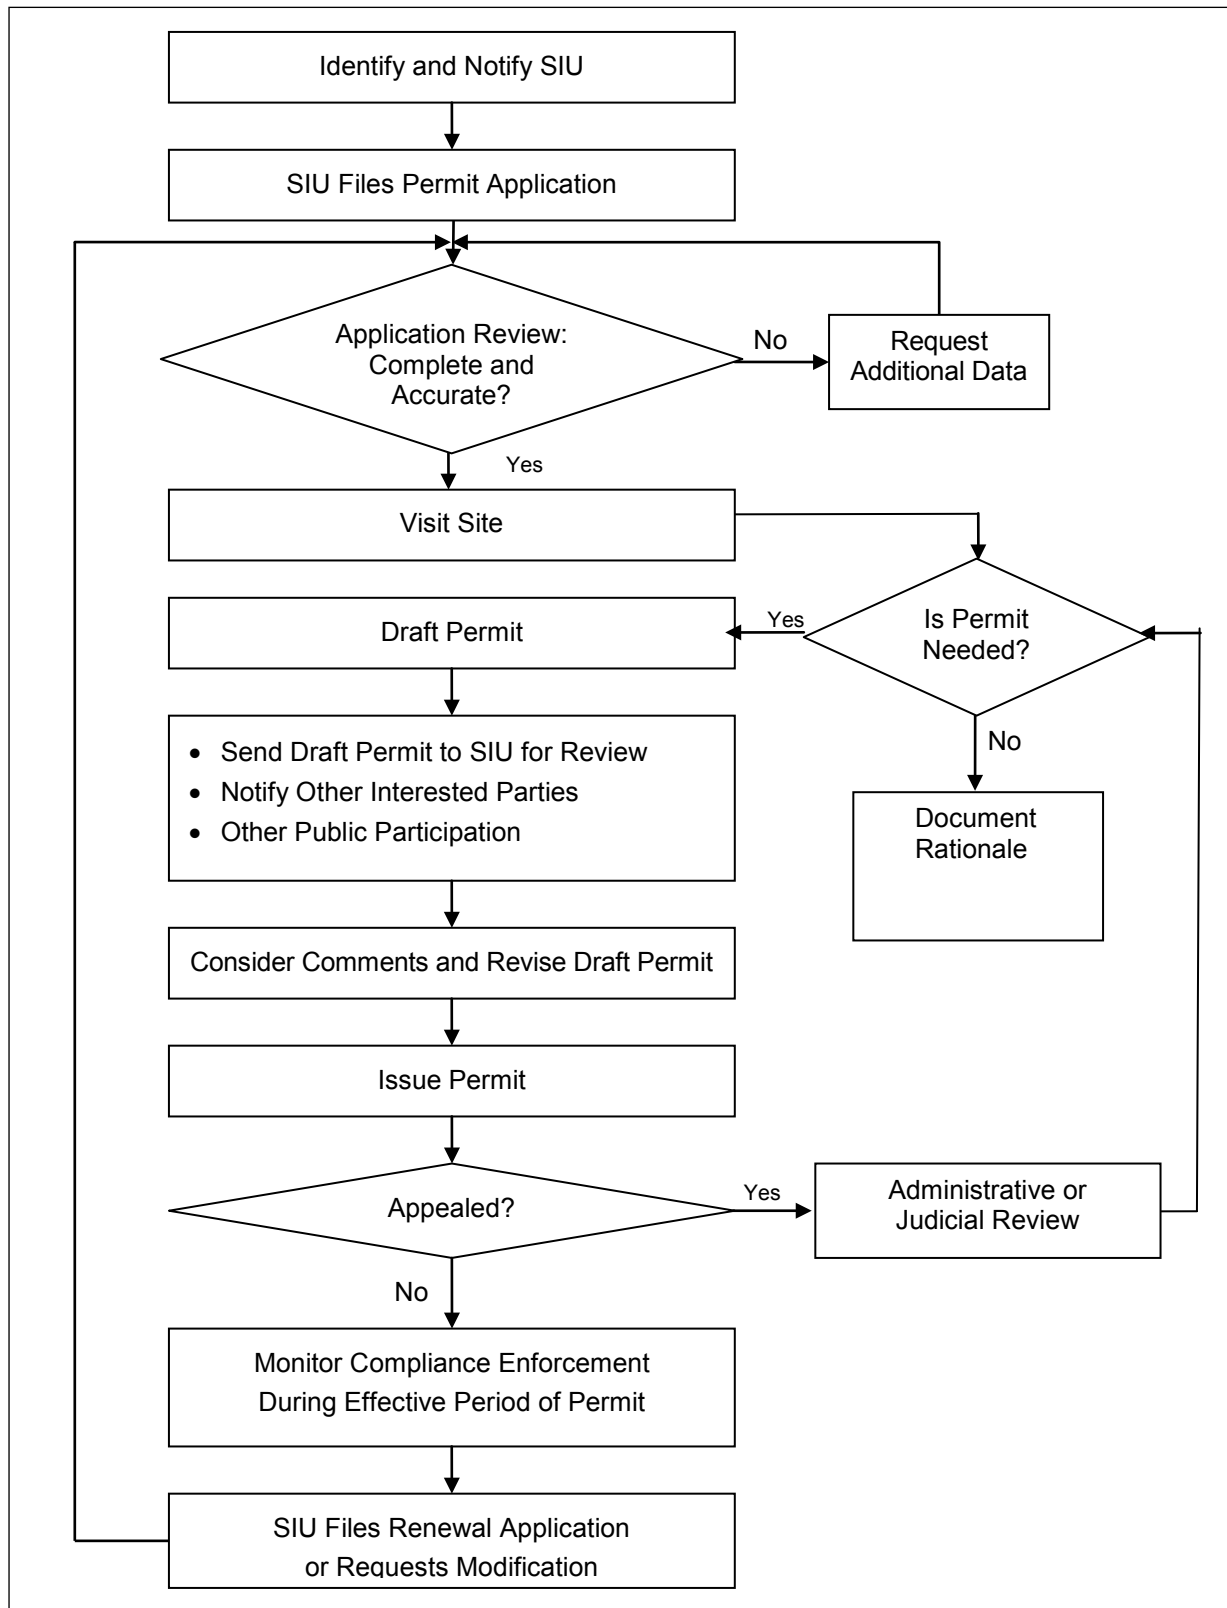 Identify and Notify SIU
SIU Files Permit Application
Application Review:
Complete and
Accurate?
No
Request
Additional Data
Yes
Visit Site
Is Permit
Needed?
Yes
Draft Permit
No
• Send Draft Permit to SIU for Review
• Notify Other Interested Parties
• Other Public Participation
Document
Rationale
Consider Comments and Revise Draft Permit
Issue Permit
Appealed?
Yes
Administrative or
Judicial Review
No
Monitor Compliance Enforcement
During Effective Period of Permit
SIU Files Renewal Application
or Requests Modification